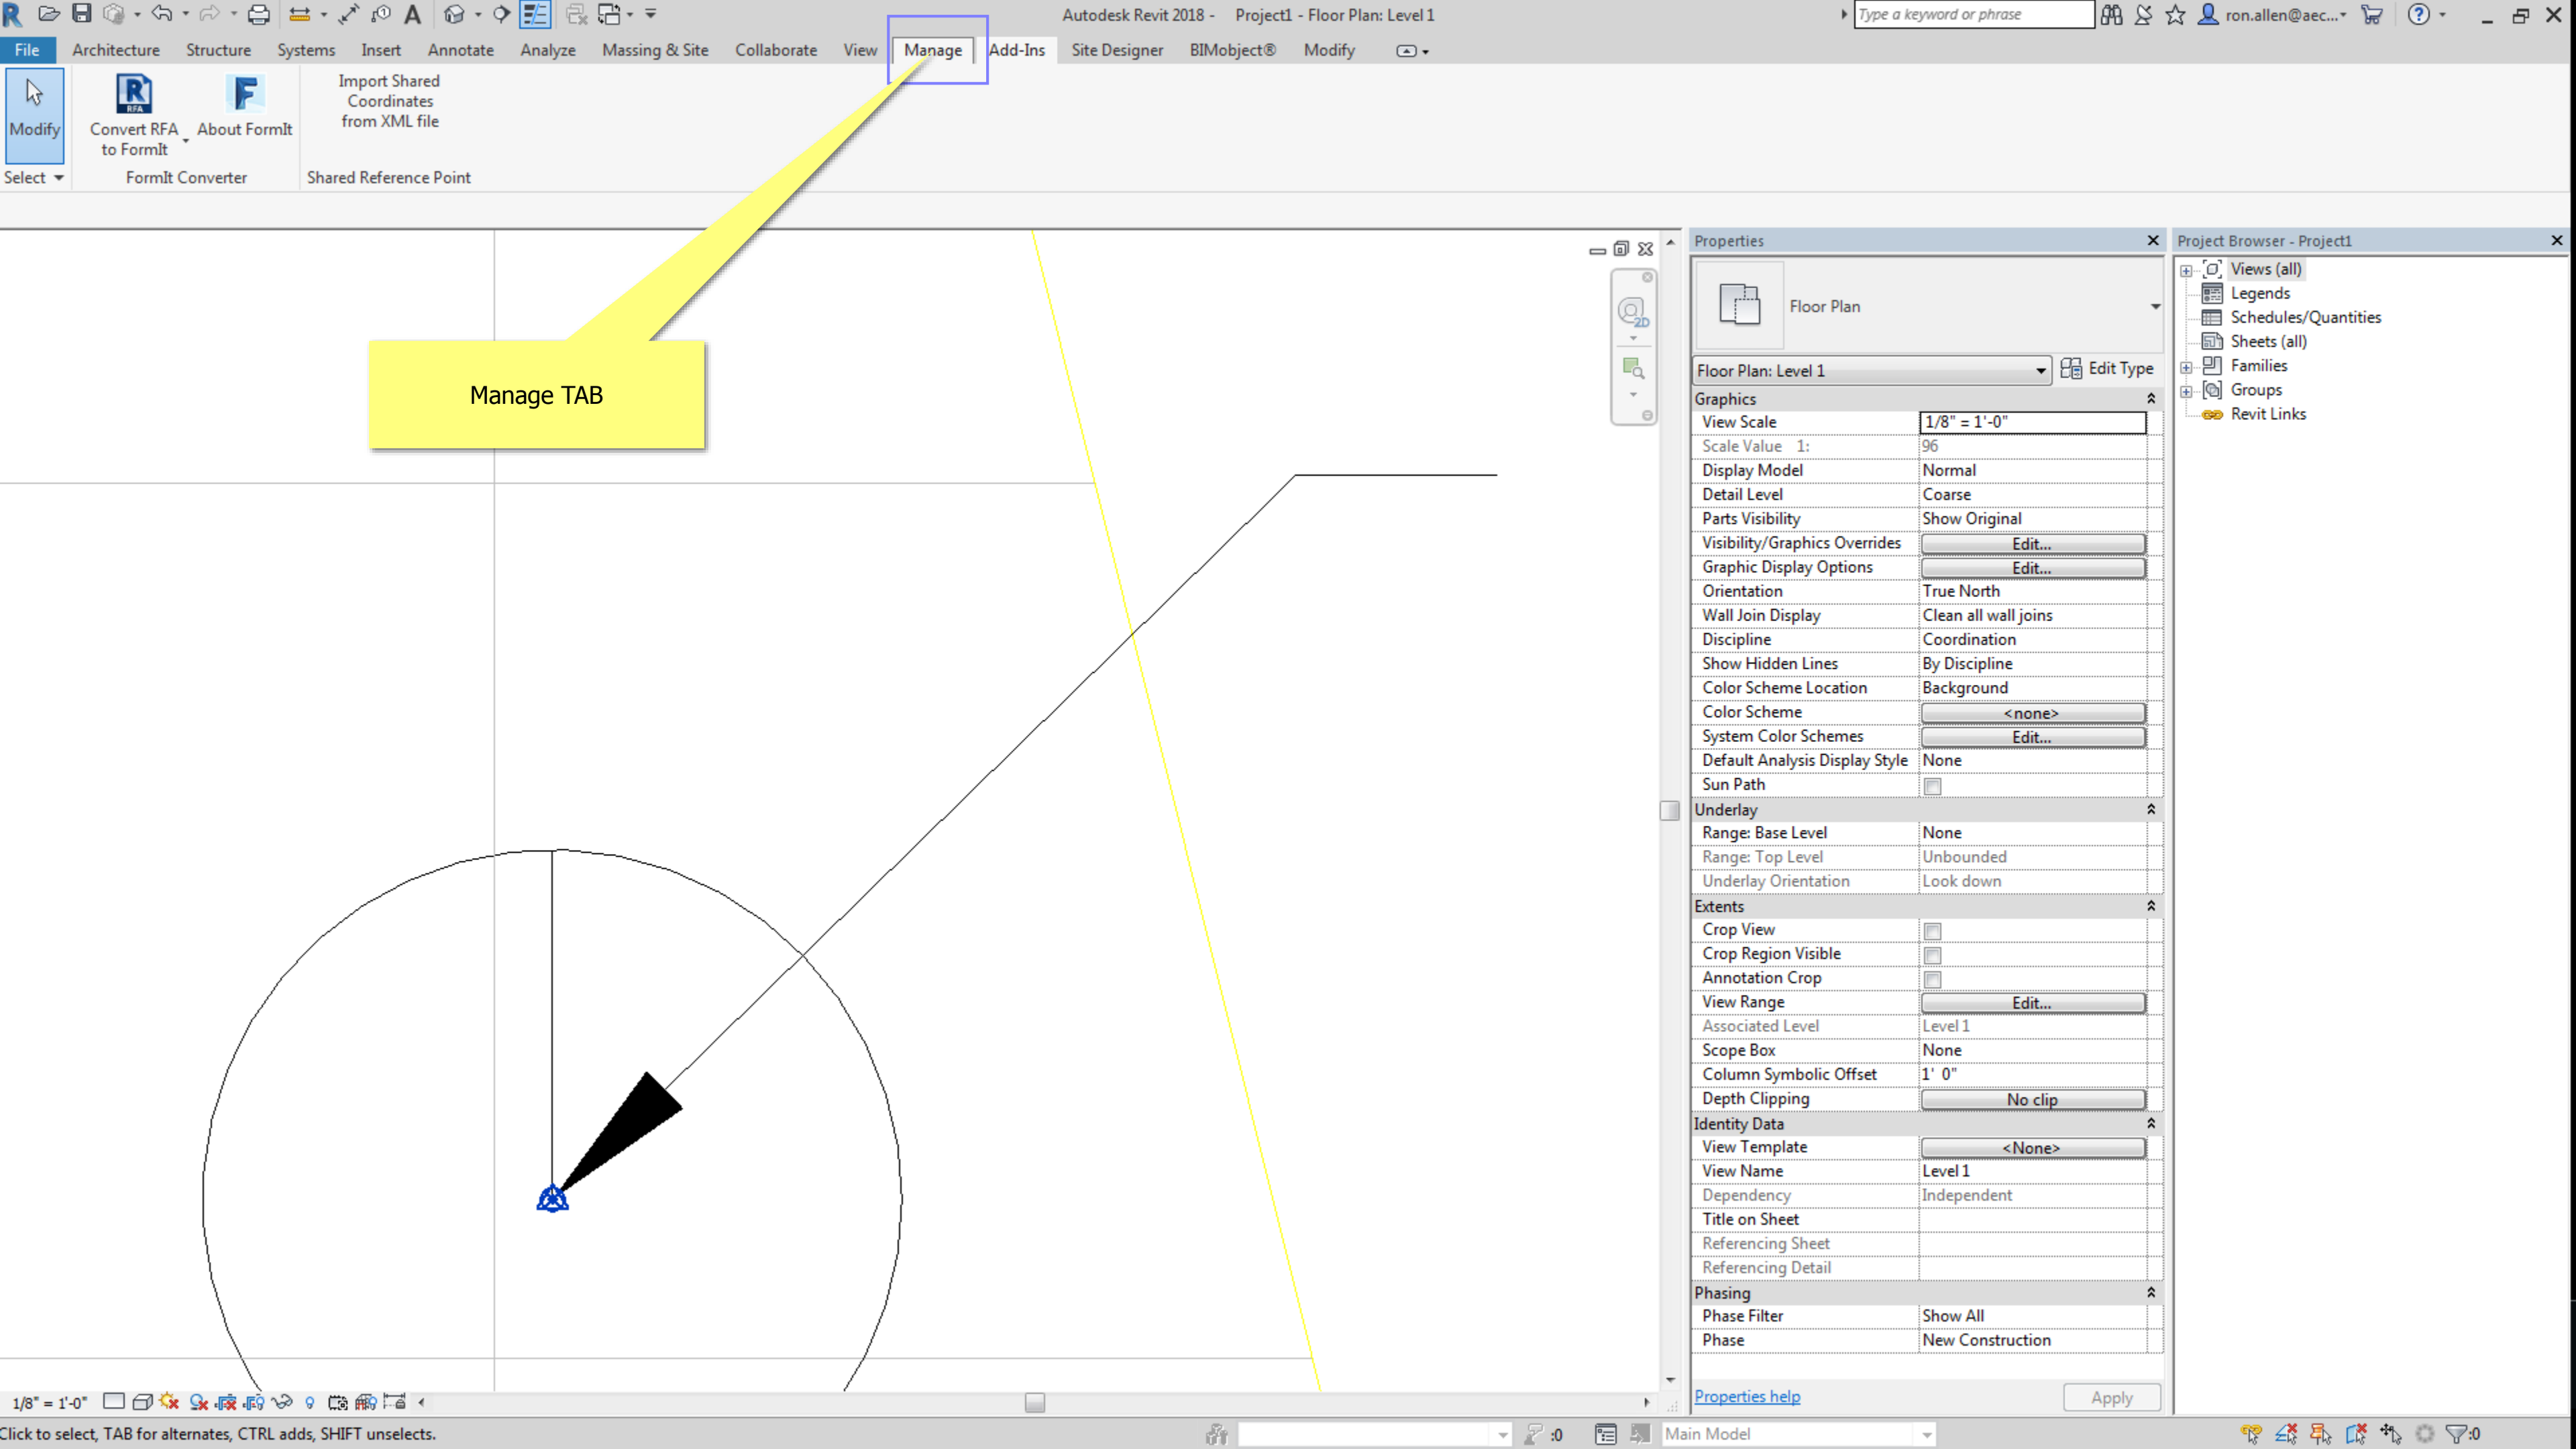 Autodesk Revit 2018 - Project1 - Floor Plan: Level 1
Type a keyword or phrase
ron.allen@aec...
File Architecture Structure Systems Insert Annotate Analyze Massing & Site Collaborate View Manage Add-Ins Site Designer BIMobject® Modify
Modify
Convert RFA
to FormIt
About FormIt
Import Shared
Coordinates
from XML file
Select
FormIt Converter
Shared Reference Point
Manage TAB
2D
Properties
Floor Plan
Floor Plan: Level 1
Edit Type
Graphics
View Scale 1/8" = 1'-0"
Scale Value 1: 96
Display Model Normal
Detail Level Coarse
Parts Visibility Show Original
Visibility/Graphics Overrides Edit...
Graphic Display Options Edit...
Orientation True North
Wall Join Display Clean all wall joins
Discipline Coordination
Show Hidden Lines By Discipline
Color Scheme Location Background
Color Scheme <none>
System Color Schemes Edit...
Default Analysis Display Style None
Sun Path
Underlay
Range: Base Level None
Range: Top Level Unbounded
Underlay Orientation Look down
Extents
Crop View
Crop Region Visible
Annotation Crop
View Range Edit...
Associated Level Level 1
Scope Box None
Column Symbolic Offset 1' 0"
Depth Clipping No clip
Identity Data
View Template <None>
View Name Level 1
Dependency Independent
Title on Sheet
Referencing Sheet
Referencing Detail
Phasing
Phase Filter Show All
Phase New Construction
Properties help
Apply
Project Browser - Project1
Views (all)
Legends
Schedules/Quantities
Sheets (all)
Families
Groups
Revit Links
1/8" = 1'-0"
Click to select, TAB for alternates, CTRL adds, SHIFT unselects.
:0
Main Model
:0